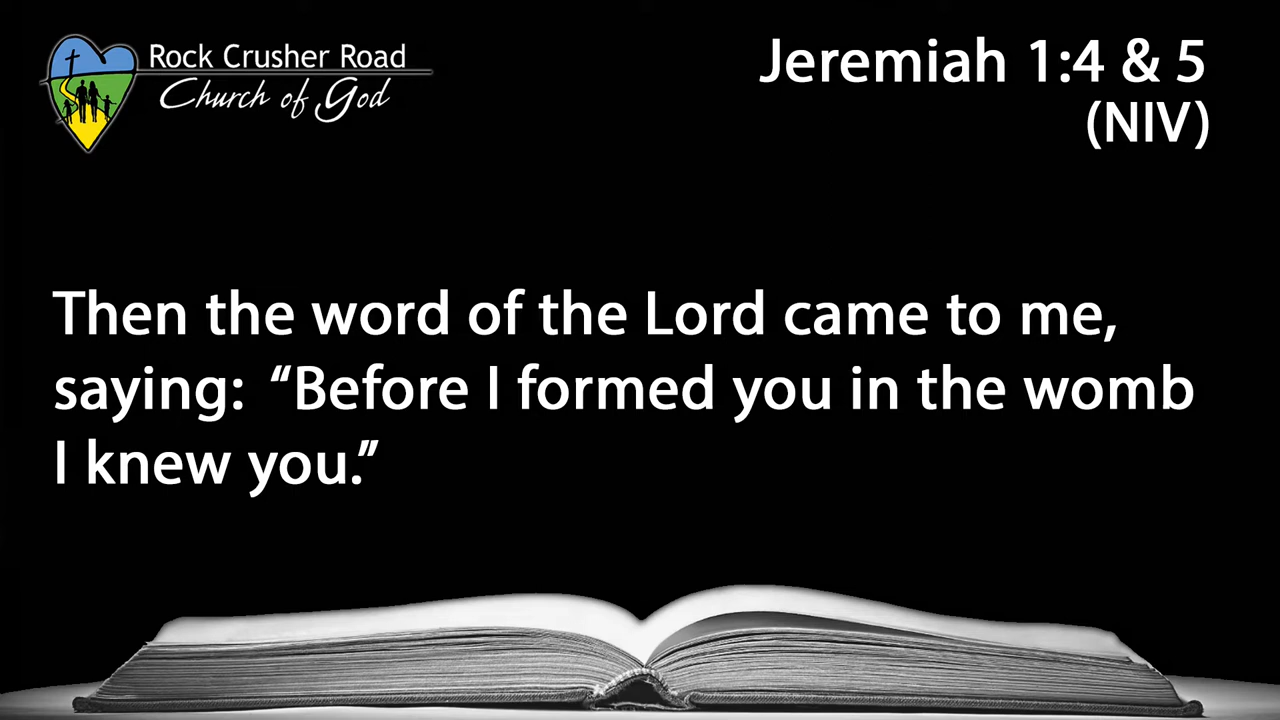 Rock Crusher Road
Church of God
Jeremiah 1:4 & 5
(NIV)
Then the word of the Lord came to me,
saying: “Before I formed you in the womb
I knew you.”